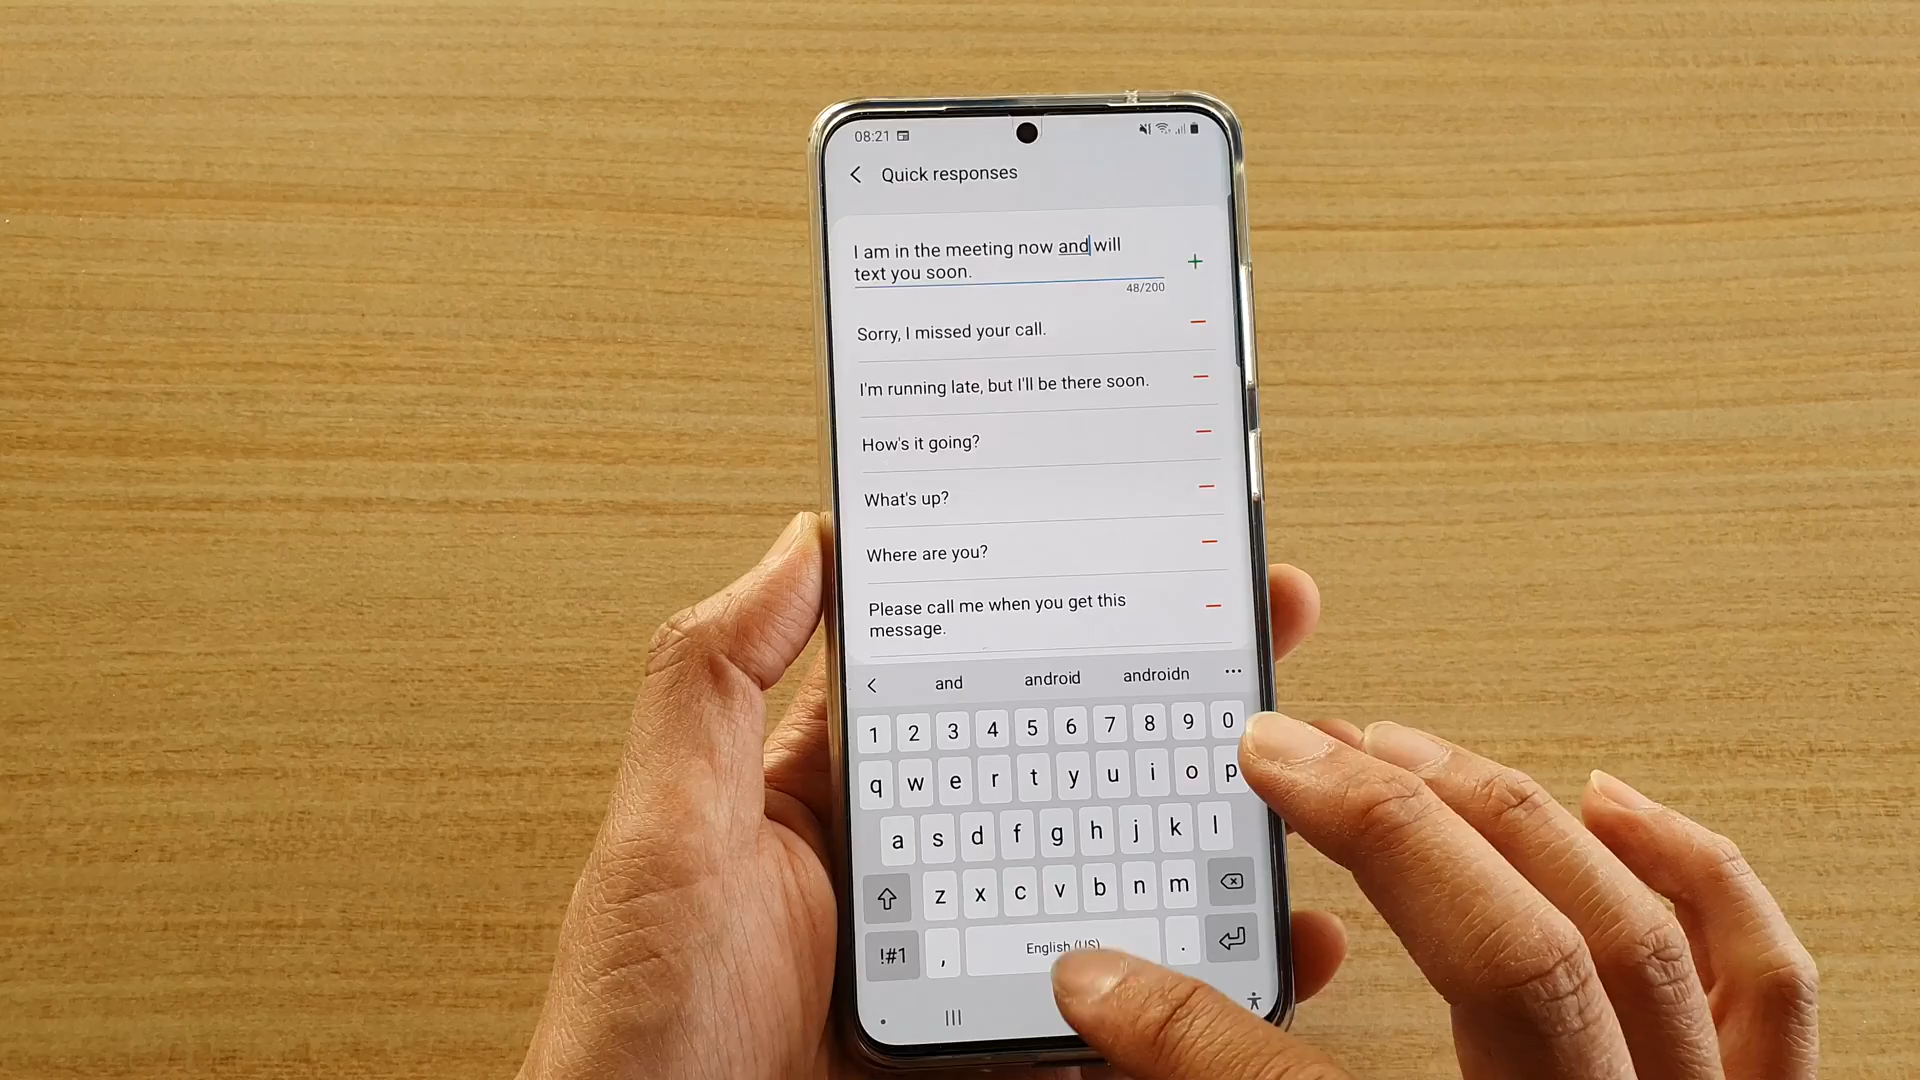 08:21
Quick responses
I am in the meeting now and will
text you soon.
48/200
Sorry, I missed your call.
I'm running late, but I'll be there soon.
How's it going?
What's up?
Where are you?
Please call me when you get this
message.
and android androidn
1 2 3 4 5 6 7 8 9 0
q w e r t y u i o p
a s d f g h j k l
z x c v b n m
!#1 , English (US) .